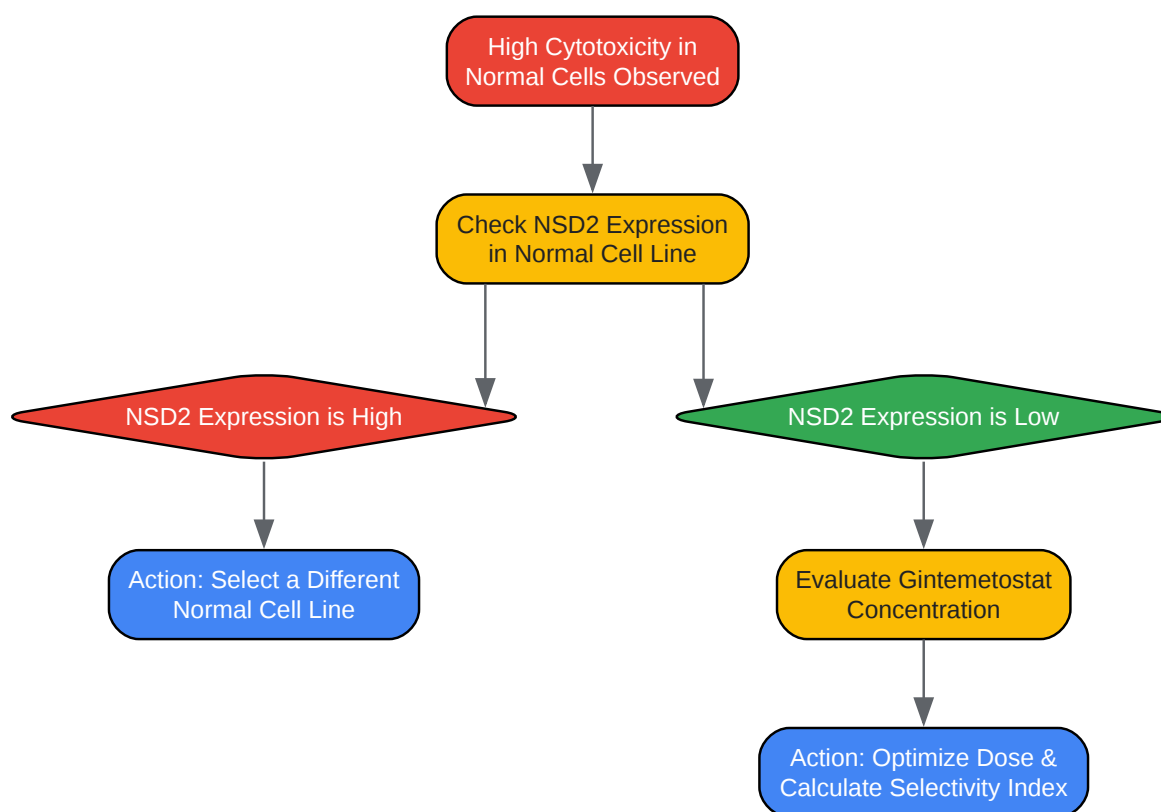 High Cytotoxicity in
Normal Cells Observed
Check NSD2 Expression
in Normal Cell Line
NSD2 Expression is High
NSD2 Expression is Low
Action: Select a Different
Normal Cell Line
Evaluate Gintemetostat
Concentration
Action: Optimize Dose &
Calculate Selectivity Index